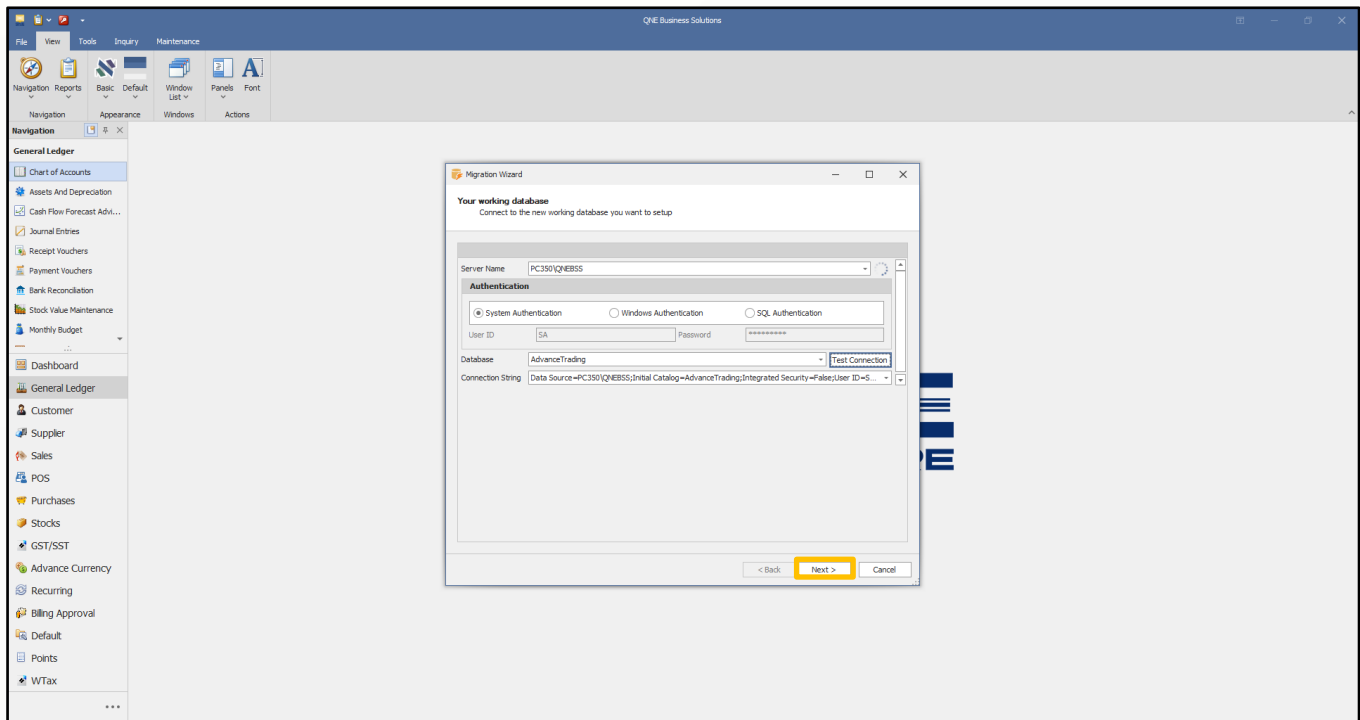 QNE Business Solutions
File View Tools Inquiry Maintenance
Navigation Reports Basic Default Window List Panels Font
Navigation Appearance Windows Actions
Navigation
General Ledger
Chart of Accounts
Assets And Depreciation
Cash Flow Forecast Advi...
Journal Entries
Receipt Vouchers
Payment Vouchers
Bank Reconciliation
Stock Value Maintenance
Monthly Budget
Dashboard
General Ledger
Customer
Supplier
Sales
POS
Purchases
Stocks
GST/SST
Advance Currency
Recurring
Billing Approval
Default
Points
WTax
Migration Wizard
Your working database
Connect to the new working database you want to setup
Server Name PC350\QNEBSS
Authentication
System Authentication Windows Authentication SQL Authentication
User ID SA Password *********
Database AdvanceTrading Test Connection
Connection String Data Source=PC350\QNEBSS;Initial Catalog=AdvanceTrading;Integrated Security=False;User ID=S...
< Back Next > Cancel
PE